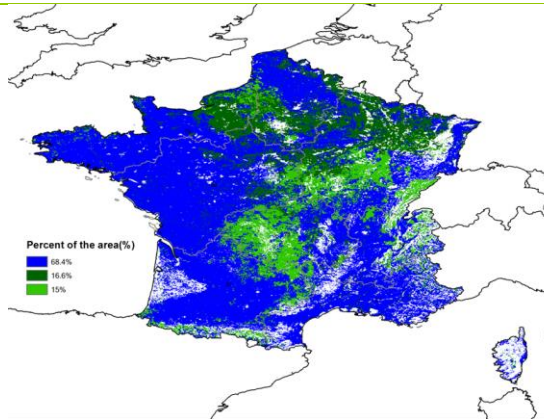 Percent of the area(%)
68.4%
16.6%
15%